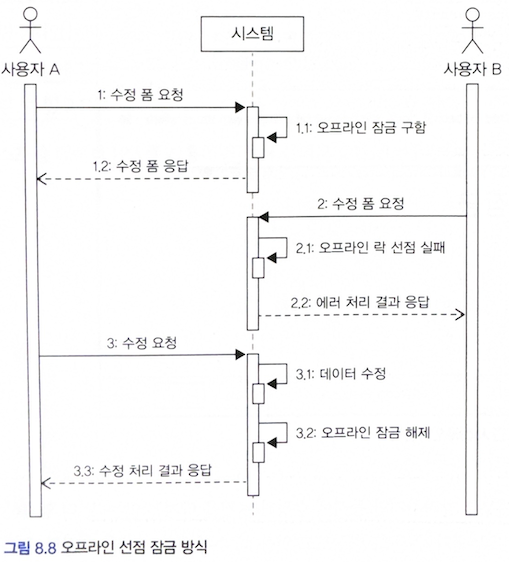 시스템
사용자 A
사용자 B
1: 수정 폼 요청
1.1: 오프라인 잠금 구함
1.2: 수정 폼 응답
2: 수정 폼 요정
2.1: 오프라인 락 선점 실패
2.2: 에러 처리 결과 응답
3: 수정 요청
3.1: 데이터 수정
3.2: 오프라인 잠금 해제
3.3: 수정 처리 결과 응답
그림 8.8 오프라인 선점 잠금 방식